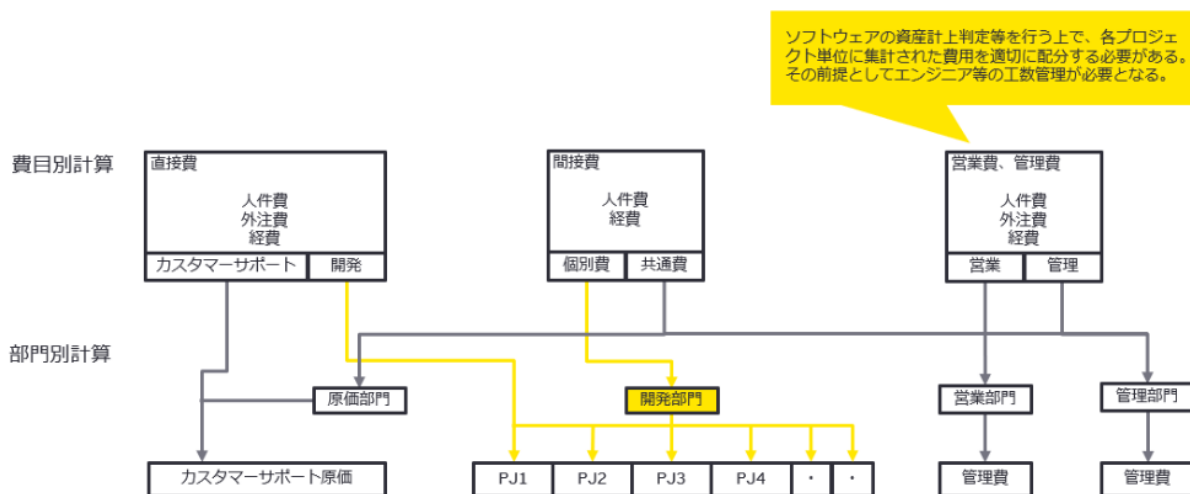 ソフトウェアの資産計上判定等を行う上で、各プロジェ
クト単位に集計された費用を適切に配分する必要がある。
その前提としてエンジニア等の工数管理が必要となる。
費目別計算
直接費
人件費
外注費
経費
カスタマーサポート
開発
間接費
人件費
経費
個別費
共通費
営業費、管理費
人件費
外注費
経費
営業
管理
部門別計算
原価部門
開発部門
営業部門
管理部門
カスタマーサポート原価
PJ1
PJ2
PJ3
PJ4
・
・
管理費
管理費